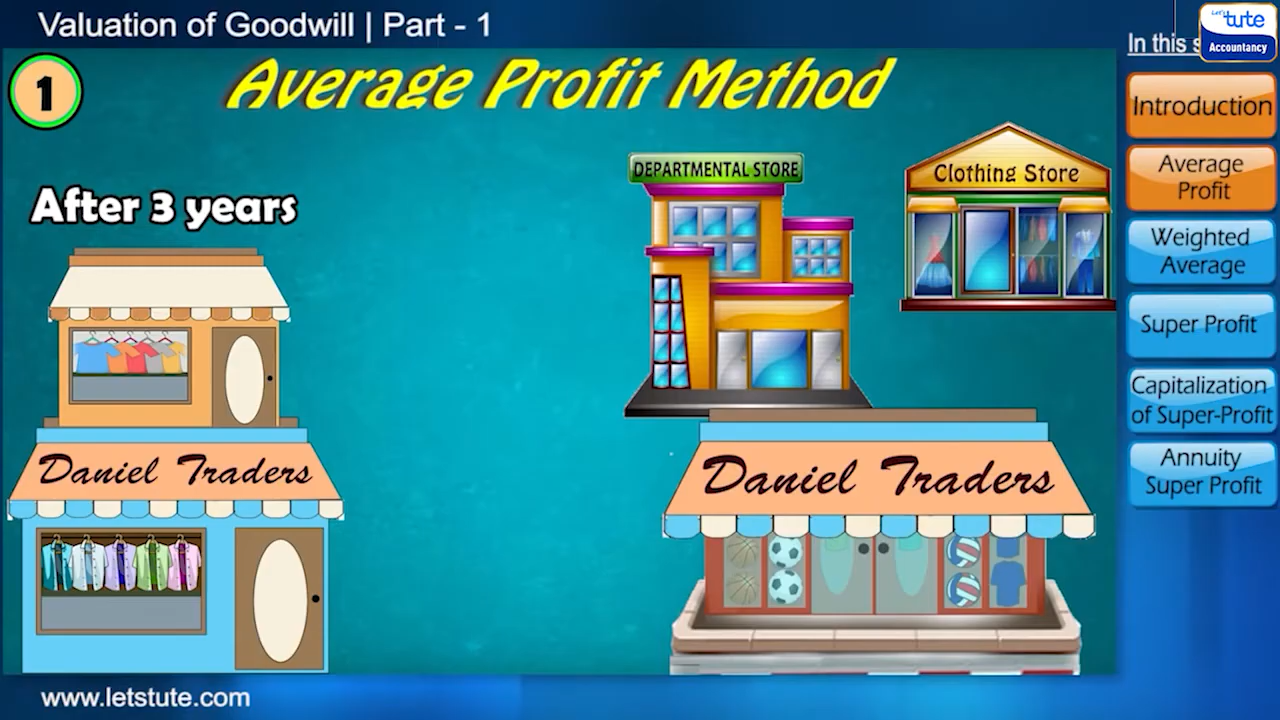 Valuation of Goodwill | Part - 1
Let's
tute
Accountancy
In this s
1
Average Profit Method
Introduction
Average
Profit
Weighted
Average
Super Profit
Capitalization
of Super-Profit
Annuity
Super Profit
After 3 years
DEPARTMENTAL STORE
Clothing Store
Daniel Traders
Daniel Traders
www.letstute.com